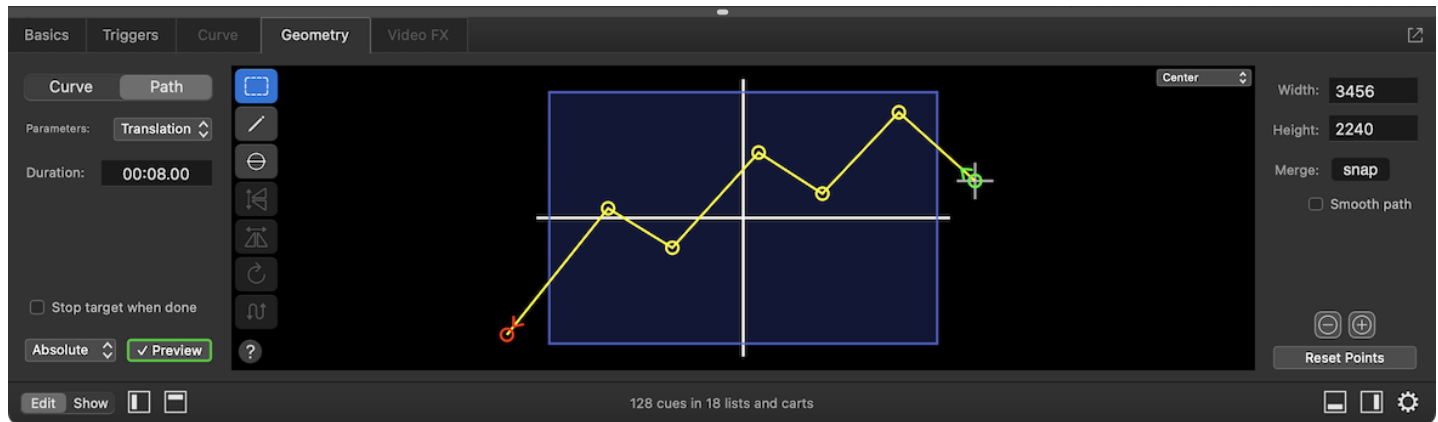 Basics Triggers Curve Geometry Video FX
Curve Path
Parameters: Translation
Duration: 00:08.00
Stop target when done
Absolute ✓ Preview
?
Center
Width: 3456
Height: 2240
Merge: snap
Smooth path
Reset Points
Edit Show
128 cues in 18 lists and carts